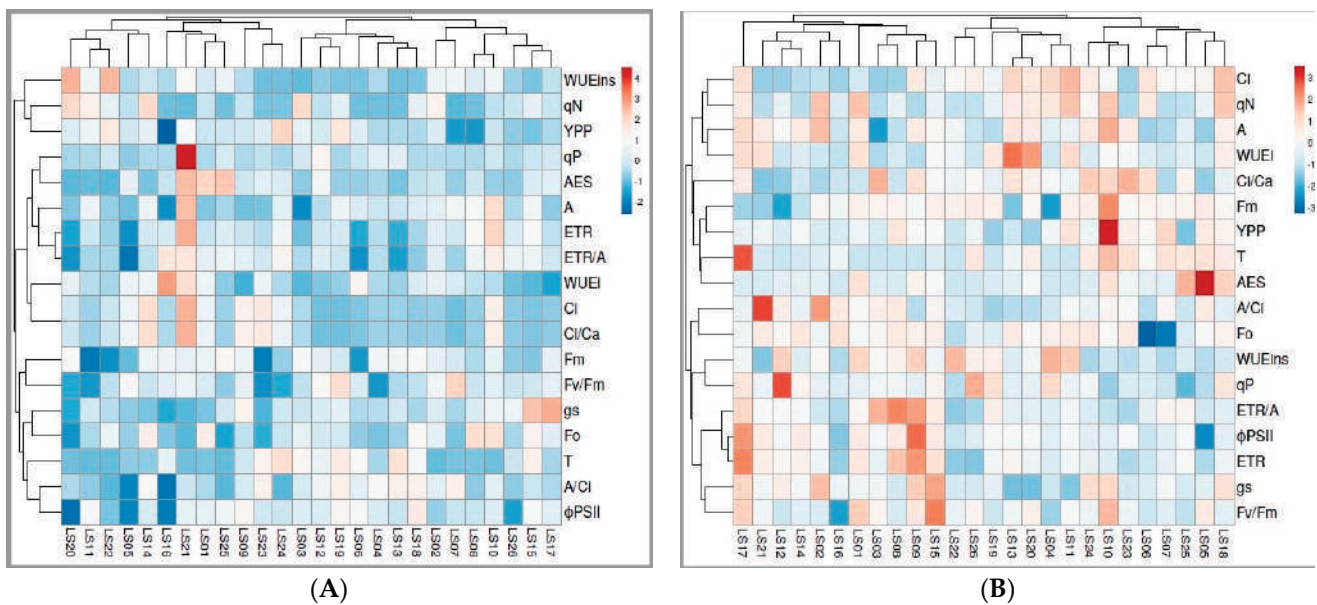 WUEins
qN
YPP
qP
AES
A
ETR
ETR/A
WUEi
Ci
Ci/Ca
Fm
Fv/Fm
gs
Fo
T
A/Ci
ϕPSII
4
3
2
1
0
-1
-2
LS20
LS11
LS22
LS05
LS14
LS16
LS21
LS01
LS25
LS09
LS23
LS24
LS03
LS12
LS19
LS06
LS04
LS13
LS18
LS02
LS07
LS08
LS10
LS26
LS15
LS17
(A)
Ci
qN
A
WUEi
Ci/Ca
Fm
YPP
T
AES
A/Ci
Fo
WUEins
qP
ETR/A
ϕPSII
ETR
gs
Fv/Fm
3
2
1
0
-1
-2
-3
LS17
LS21
LS12
LS14
LS02
LS16
LS01
LS03
LS08
LS09
LS15
LS22
LS26
LS19
LS13
LS20
LS04
LS11
LS24
LS10
LS23
LS06
LS07
LS25
LS05
LS18
(B)